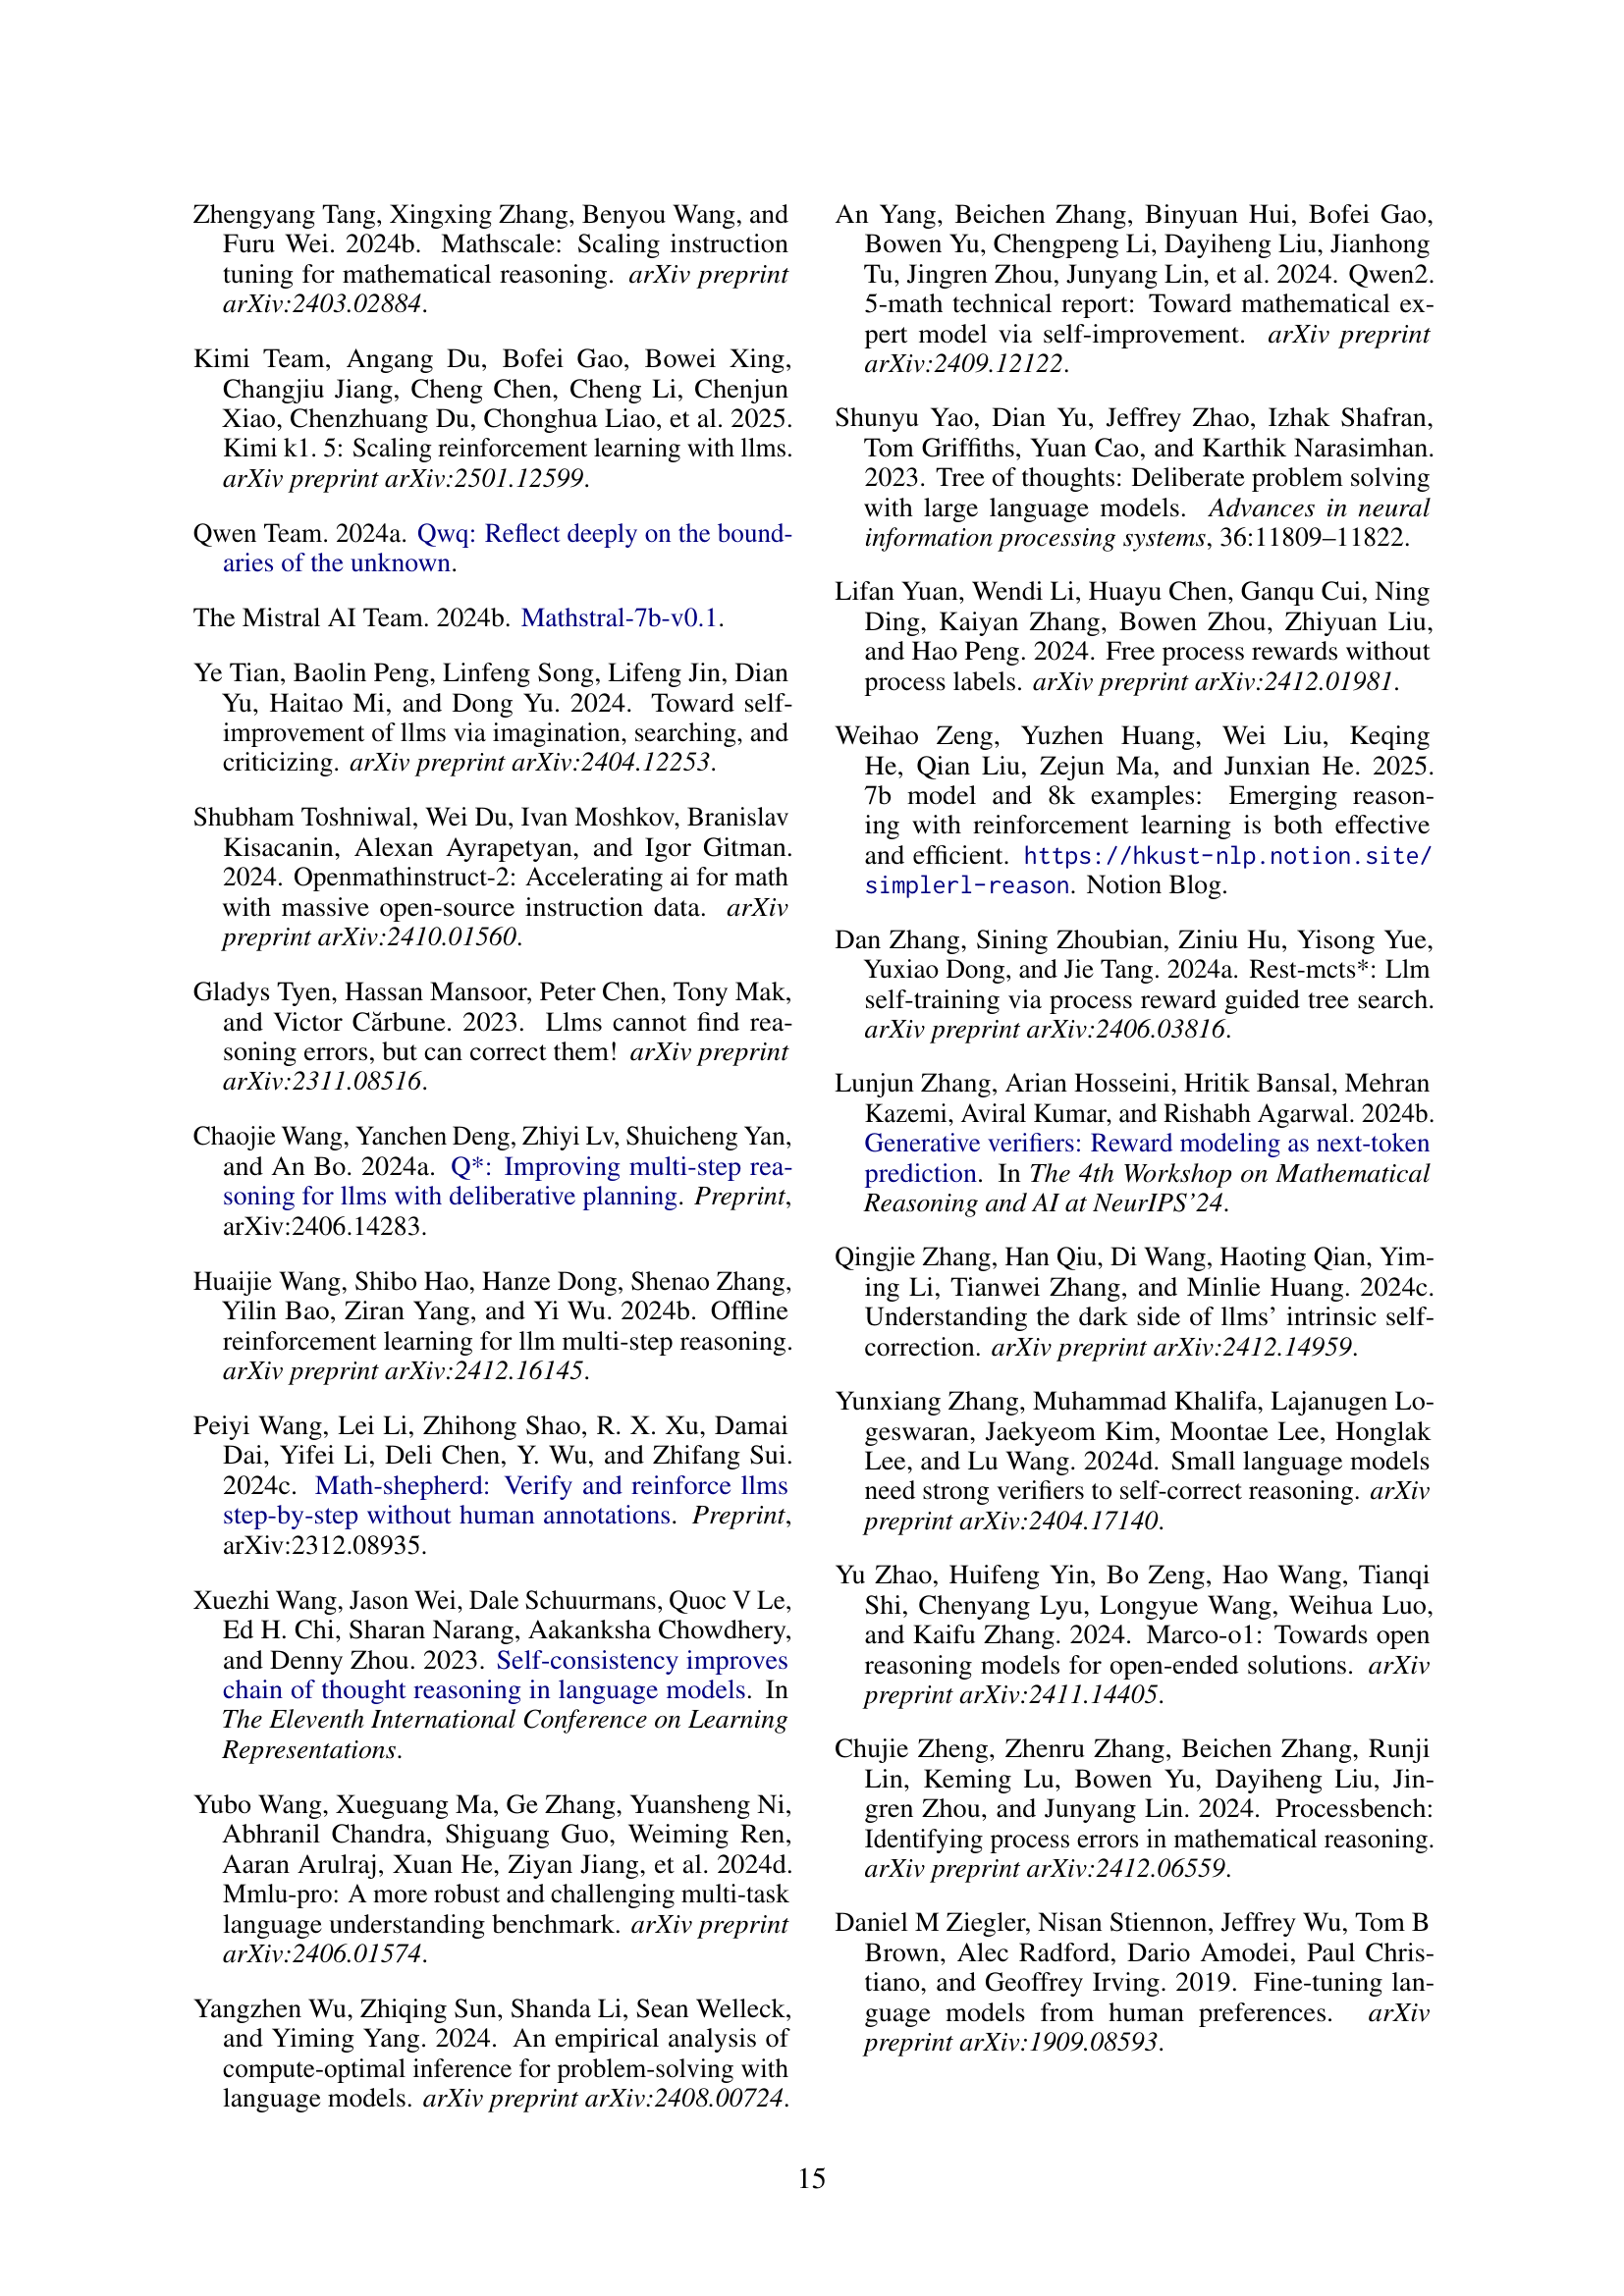 Zhengyang Tang, Xingxing Zhang, Benyou Wang, and
Furu Wei. 2024b. Mathscale: Scaling instruction
tuning for mathematical reasoning. arXiv preprint
arXiv:2403.02884.
Kimi Team, Angang Du, Bofei Gao, Bowei Xing,
Changjiu Jiang, Cheng Chen, Cheng Li, Chenjun
Xiao, Chenzhuang Du, Chonghua Liao, et al. 2025.
Kimi k1. 5: Scaling reinforcement learning with llms.
arXiv preprint arXiv:2501.12599.
Qwen Team. 2024a. Qwq: Reflect deeply on the bound-
aries of the unknown.
The Mistral AI Team. 2024b. Mathstral-7b-v0.1.
Ye Tian, Baolin Peng, Linfeng Song, Lifeng Jin, Dian
Yu, Haitao Mi, and Dong Yu. 2024. Toward self-
improvement of llms via imagination, searching, and
criticizing. arXiv preprint arXiv:2404.12253.
Shubham Toshniwal, Wei Du, Ivan Moshkov, Branislav
Kisacanin, Alexan Ayrapetyan, and Igor Gitman.
2024. Openmathinstruct-2: Accelerating ai for math
with massive open-source instruction data. arXiv
preprint arXiv:2410.01560.
Gladys Tyen, Hassan Mansoor, Peter Chen, Tony Mak,
and Victor Cărbune. 2023. Llms cannot find rea-
soning errors, but can correct them! arXiv preprint
arXiv:2311.08516.
Chaojie Wang, Yanchen Deng, Zhiyi Lv, Shuicheng Yan,
and An Bo. 2024a. Q*: Improving multi-step rea-
soning for llms with deliberative planning. Preprint,
arXiv:2406.14283.
Huaijie Wang, Shibo Hao, Hanze Dong, Shenao Zhang,
Yilin Bao, Ziran Yang, and Yi Wu. 2024b. Offline
reinforcement learning for llm multi-step reasoning.
arXiv preprint arXiv:2412.16145.
Peiyi Wang, Lei Li, Zhihong Shao, R. X. Xu, Damai
Dai, Yifei Li, Deli Chen, Y. Wu, and Zhifang Sui.
2024c. Math-shepherd: Verify and reinforce llms
step-by-step without human annotations. Preprint,
arXiv:2312.08935.
Xuezhi Wang, Jason Wei, Dale Schuurmans, Quoc V Le,
Ed H. Chi, Sharan Narang, Aakanksha Chowdhery,
and Denny Zhou. 2023. Self-consistency improves
chain of thought reasoning in language models. In
The Eleventh International Conference on Learning
Representations.
Yubo Wang, Xueguang Ma, Ge Zhang, Yuansheng Ni,
Abhranil Chandra, Shiguang Guo, Weiming Ren,
Aaran Arulraj, Xuan He, Ziyan Jiang, et al. 2024d.
Mmlu-pro: A more robust and challenging multi-task
language understanding benchmark. arXiv preprint
arXiv:2406.01574.
Yangzhen Wu, Zhiqing Sun, Shanda Li, Sean Welleck,
and Yiming Yang. 2024. An empirical analysis of
compute-optimal inference for problem-solving with
language models. arXiv preprint arXiv:2408.00724.
An Yang, Beichen Zhang, Binyuan Hui, Bofei Gao,
Bowen Yu, Chengpeng Li, Dayiheng Liu, Jianhong
Tu, Jingren Zhou, Junyang Lin, et al. 2024. Qwen2.
5-math technical report: Toward mathematical ex-
pert model via self-improvement. arXiv preprint
arXiv:2409.12122.
Shunyu Yao, Dian Yu, Jeffrey Zhao, Izhak Shafran,
Tom Griffiths, Yuan Cao, and Karthik Narasimhan.
2023. Tree of thoughts: Deliberate problem solving
with large language models. Advances in neural
information processing systems, 36:11809–11822.
Lifan Yuan, Wendi Li, Huayu Chen, Ganqu Cui, Ning
Ding, Kaiyan Zhang, Bowen Zhou, Zhiyuan Liu,
and Hao Peng. 2024. Free process rewards without
process labels. arXiv preprint arXiv:2412.01981.
Weihao Zeng, Yuzhen Huang, Wei Liu, Keqing
He, Qian Liu, Zejun Ma, and Junxian He. 2025.
7b model and 8k examples: Emerging reason-
ing with reinforcement learning is both effective
and efficient. https://hkust-nlp.notion.site/
simplerl-reason. Notion Blog.
Dan Zhang, Sining Zhoubian, Ziniu Hu, Yisong Yue,
Yuxiao Dong, and Jie Tang. 2024a. Rest-mcts*: Llm
self-training via process reward guided tree search.
arXiv preprint arXiv:2406.03816.
Lunjun Zhang, Arian Hosseini, Hritik Bansal, Mehran
Kazemi, Aviral Kumar, and Rishabh Agarwal. 2024b.
Generative verifiers: Reward modeling as next-token
prediction. In The 4th Workshop on Mathematical
Reasoning and AI at NeurIPS'24.
Qingjie Zhang, Han Qiu, Di Wang, Haoting Qian, Yim-
ing Li, Tianwei Zhang, and Minlie Huang. 2024c.
Understanding the dark side of llms' intrinsic self-
correction. arXiv preprint arXiv:2412.14959.
Yunxiang Zhang, Muhammad Khalifa, Lajanugen Lo-
geswaran, Jaekyeom Kim, Moontae Lee, Honglak
Lee, and Lu Wang. 2024d. Small language models
need strong verifiers to self-correct reasoning. arXiv
preprint arXiv:2404.17140.
Yu Zhao, Huifeng Yin, Bo Zeng, Hao Wang, Tianqi
Shi, Chenyang Lyu, Longyue Wang, Weihua Luo,
and Kaifu Zhang. 2024. Marco-o1: Towards open
reasoning models for open-ended solutions. arXiv
preprint arXiv:2411.14405.
Chujie Zheng, Zhenru Zhang, Beichen Zhang, Runji
Lin, Keming Lu, Bowen Yu, Dayiheng Liu, Jin-
gren Zhou, and Junyang Lin. 2024. Processbench:
Identifying process errors in mathematical reasoning.
arXiv preprint arXiv:2412.06559.
Daniel M Ziegler, Nisan Stiennon, Jeffrey Wu, Tom B
Brown, Alec Radford, Dario Amodei, Paul Chris-
tiano, and Geoffrey Irving. 2019. Fine-tuning lan-
guage models from human preferences. arXiv
preprint arXiv:1909.08593.
15